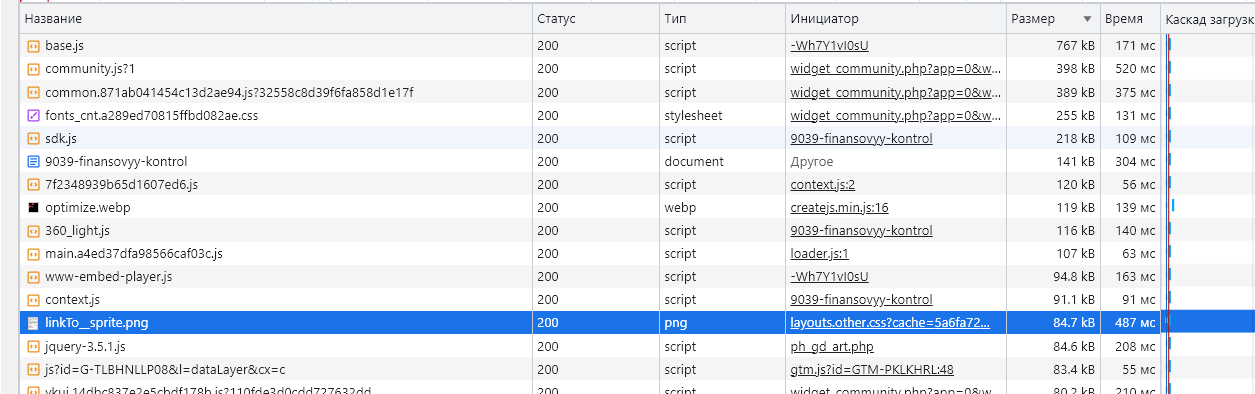 Название Статус Тип Инициатор Размер ▼ Время Каскад загрузк
base.js 200 script -Wh7Y1vI0sU 767 kB 171 мс
community.js?1 200 script widget_community.php?app=0&w... 398 kB 520 мс
common.871ab041454c13d2ae94.js?32558c8d39f6fa858d1e17f 200 script widget_community.php?app=0&w... 389 kB 375 мс
fonts_cnt.a289ed70815ffbd082ae.css 200 stylesheet widget_community.php?app=0&w... 255 kB 131 мс
sdk.js 200 script 9039-finansovyy-kontrol 218 kB 109 мс
9039-finansovyy-kontrol 200 document Другое 141 kB 304 мс
7f2348939b65d1607ed6.js 200 script context.js:2 120 kB 56 мс
optimize.webp 200 webp createjs.min.js:16 119 kB 139 мс
360_light.js 200 script 9039-finansovyy-kontrol 116 kB 140 мс
main.a4ed37dfa98566caf03c.js 200 script loader.js:1 107 kB 63 мс
www-embed-player.js 200 script -Wh7Y1vI0sU 94.8 kB 163 мс
context.js 200 script 9039-finansovyy-kontrol 91.1 kB 91 мс
linkTo__sprite.png 200 png layouts.other.css?cache=5a6fa72... 84.7 kB 487 мс
jquery-3.5.1.js 200 script ph_gd_art.php 84.6 kB 208 мс
js?id=G-TLBHNLLP08&l=dataLayer&cx=c 200 script gtm.js?id=GTM-PKLKHRL:48 83.4 kB 55 мс
200 script widget_community.php?app=0&w... 80.2 kB 210 мс